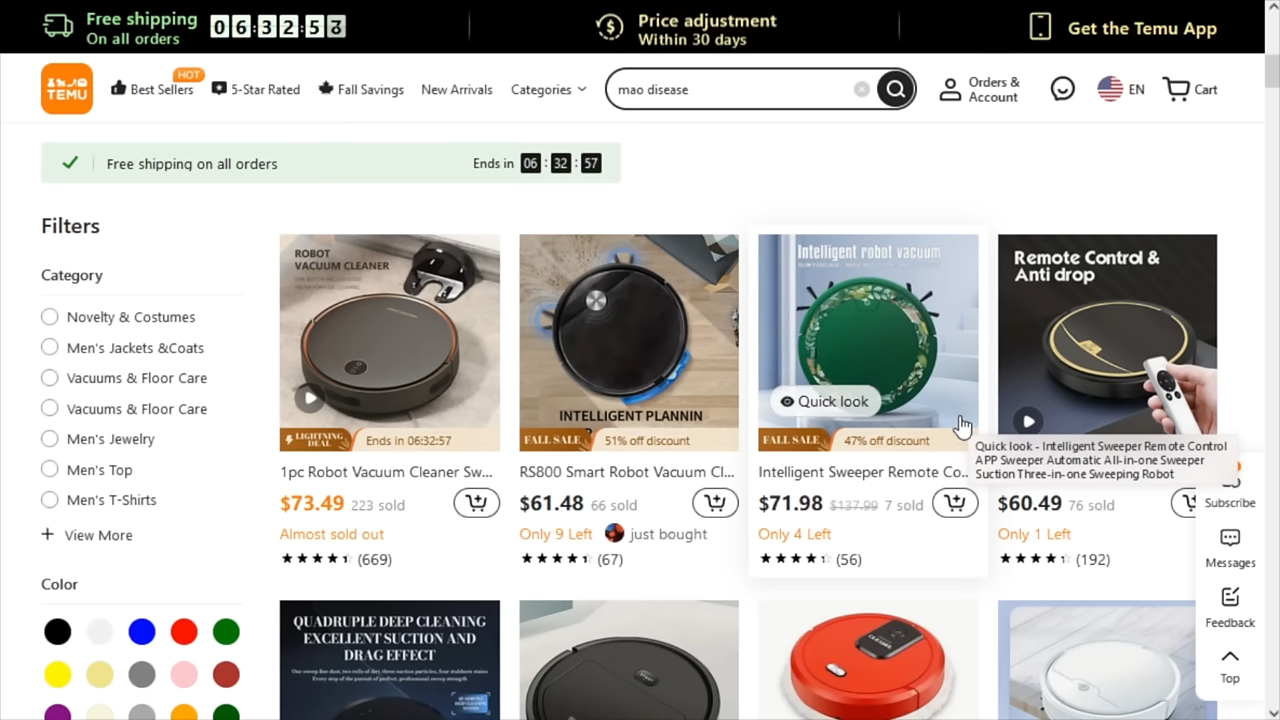 Free shipping
On all orders
06:32:58
Price adjustment
Within 30 days
Get the Temu App
TEMU
Best Sellers
HOT
5-Star Rated
Fall Savings
New Arrivals
Categories
mao disease
Orders &
Account
EN
Cart
Free shipping on all orders
Ends in 06 : 32 : 57
Filters
Category
Novelty & Costumes
Men's Jackets &Coats
Vacuums & Floor Care
Vacuums & Floor Care
Men's Jewelry
Men's Top
Men's T-Shirts
+ View More
Color
ROBOT
VACUUM CLEANER
LIGHTNING
DEAL
Ends in 06:32:57
1pc Robot Vacuum Cleaner Sw...
$73.49 223 sold
Almost sold out
(669)
INTELLIGENT PLANNIN
FALL SALE
51% off discount
RS800 Smart Robot Vacuum Cl...
$61.48 66 sold
Only 9 Left just bought
(67)
Intelligent robot vacuum
Quick look
FALL SALE
47% off discount
Intelligent Sweeper Remote Co...
$71.98 $137.99 7 sold
Only 4 Left
(56)
Remote Control &
Anti drop
Quick look - Intelligent Sweeper Remote Control
APP Sweeper Automatic All-in-one Sweeper
Suction Three-in-one Sweeping Robot
$60.49 76 sold
Only 1 Left
(192)
Subscribe
Messages
Feedback
Top
QUADRUPLE DEEP CLEANING
EXCELLENT SUCTION AND
DRAG EFFECT